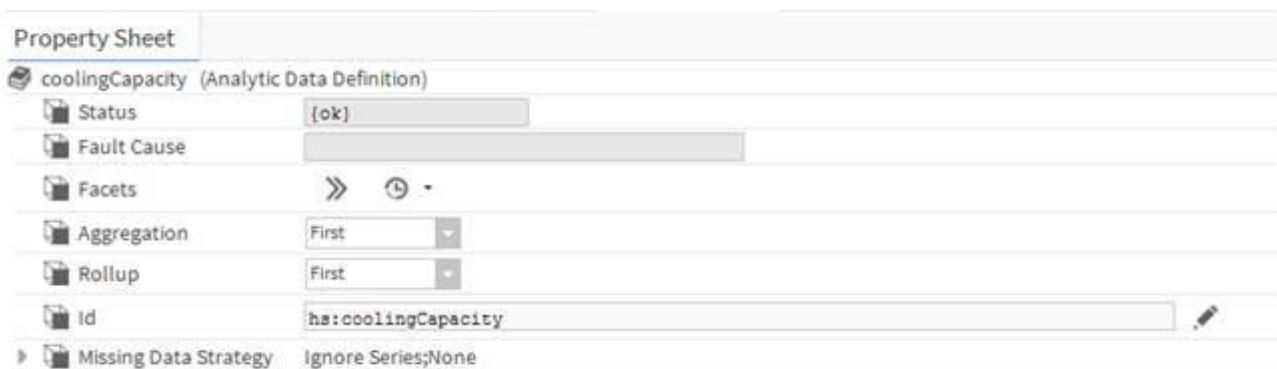 Property Sheet
coolingCapacity (Analytic Data Definition)
Status {ok}
Fault Cause
Facets
Aggregation First
Rollup First
Id hs:coolingCapacity
Missing Data Strategy Ignore Series;None